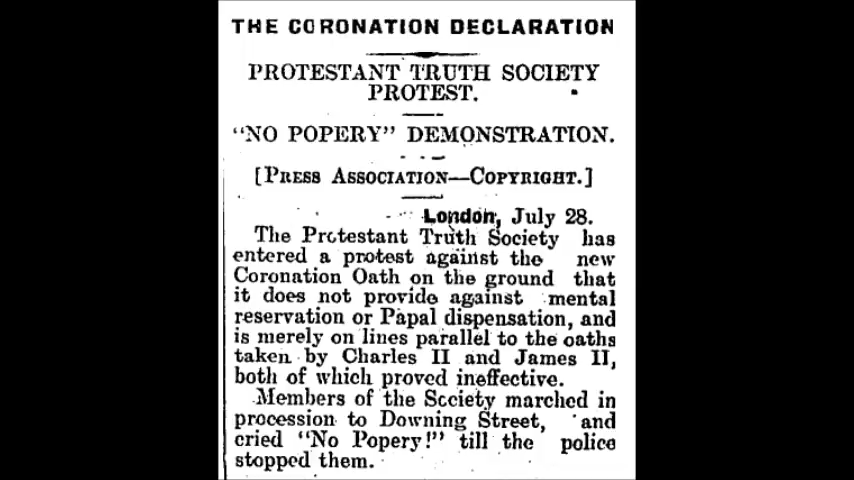 THE CORONATION DECLARATION
PROTESTANT TRUTH SOCIETY
PROTEST.
"NO POPERY" DEMONSTRATION.
[PRESS ASSOCIATION—COPYRIGHT.]
London, July 28.
The Protestant Truth Society has
entered a protest against the new
Coronation Oath on the ground that
it does not provide against mental
reservation or Papal dispensation, and
is merely on lines parallel to the oaths
taken by Charles II and James II,
both of which proved ineffective.
Members of the Society marched in
procession to Downing Street, and
cried "No Popery!" till the police
stopped them.